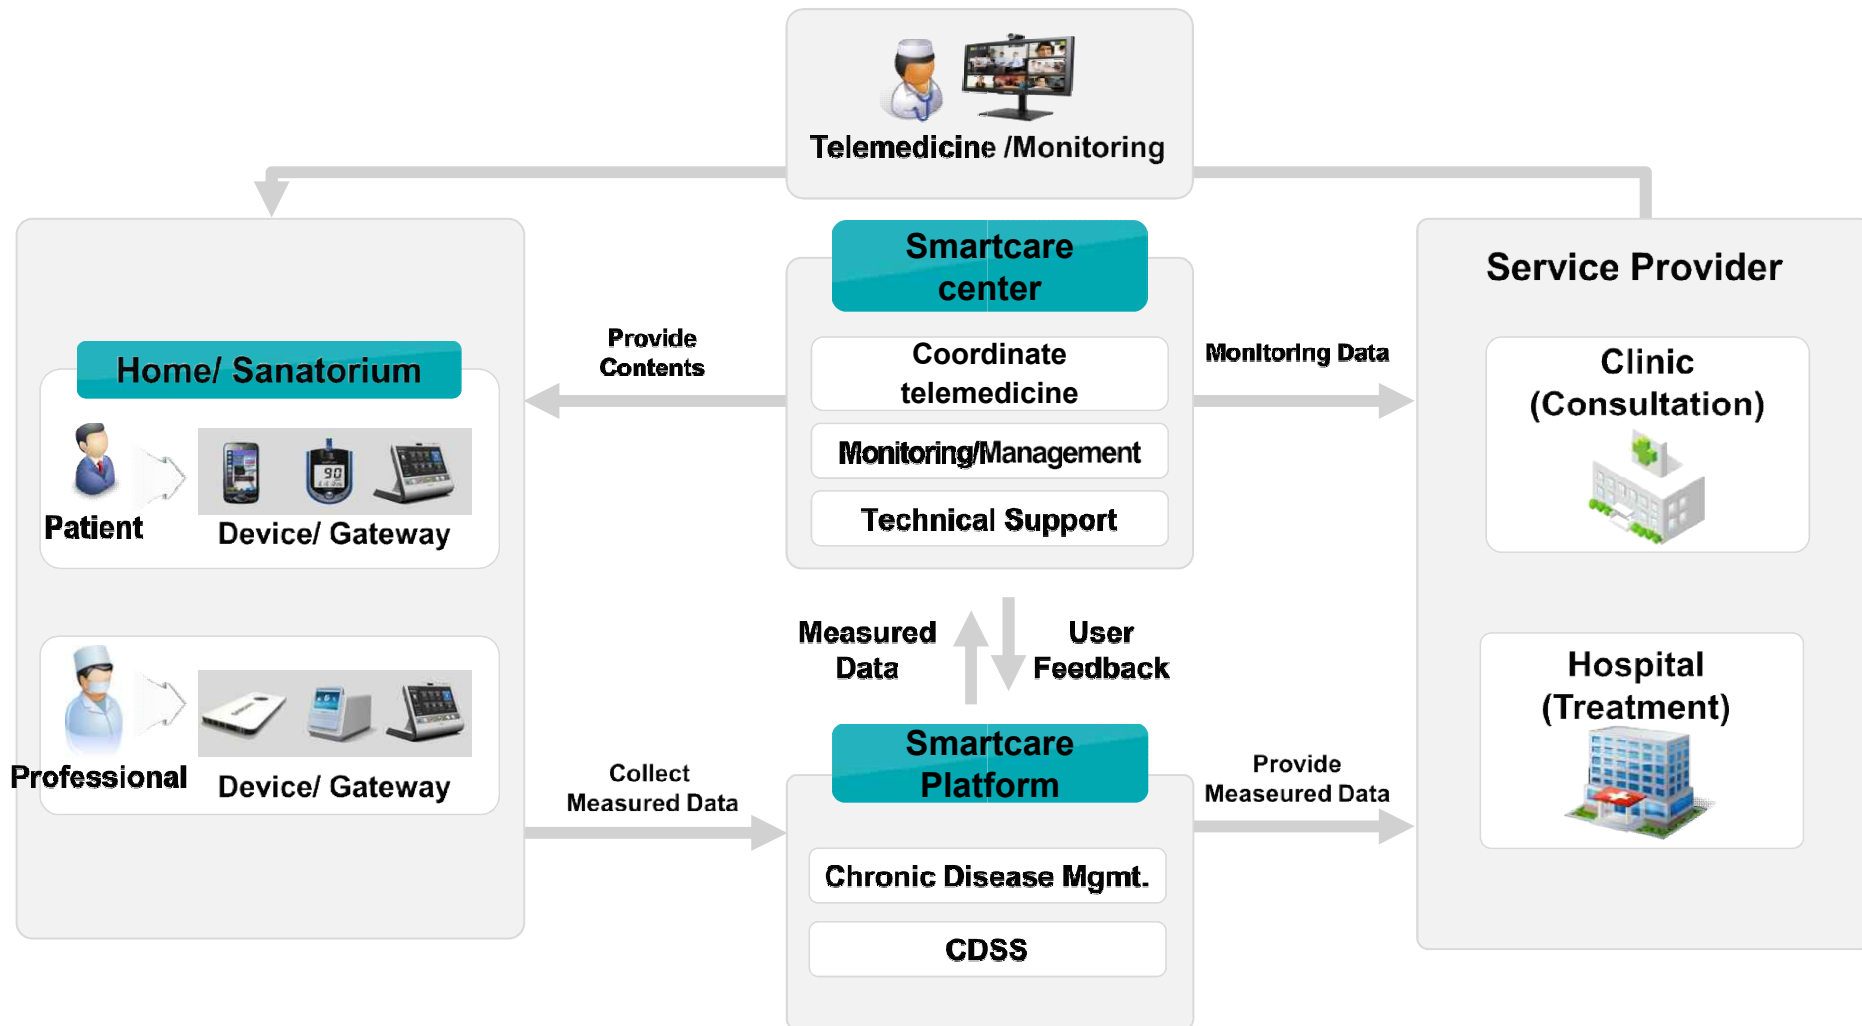 Telemedicine /Monitoring
Smartcare
center
Service Provider
Home/ Sanatorium
Provide
Contents
Coordinate
telemedicine
Monitoring Data
Clinic
(Consultation)
Monitoring/Management
Technical Support
90
Patient
Device/ Gateway
Measured
Data
User
Feedback
Hospital
(Treatment)
Professional
Device/ Gateway
Collect
Measured Data
Smartcare
Platform
Provide
Measeured Data
Chronic Disease Mgmt.
CDSS